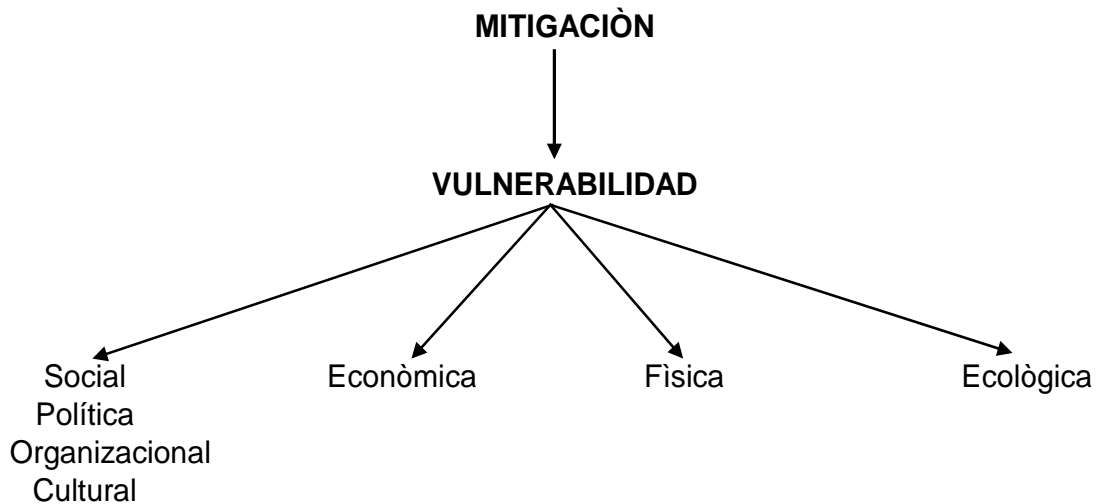 MITIGACIÒN
VULNERABILIDAD
Social Econòmica Fìsica Ecològica
Política
Organizacional
Cultural